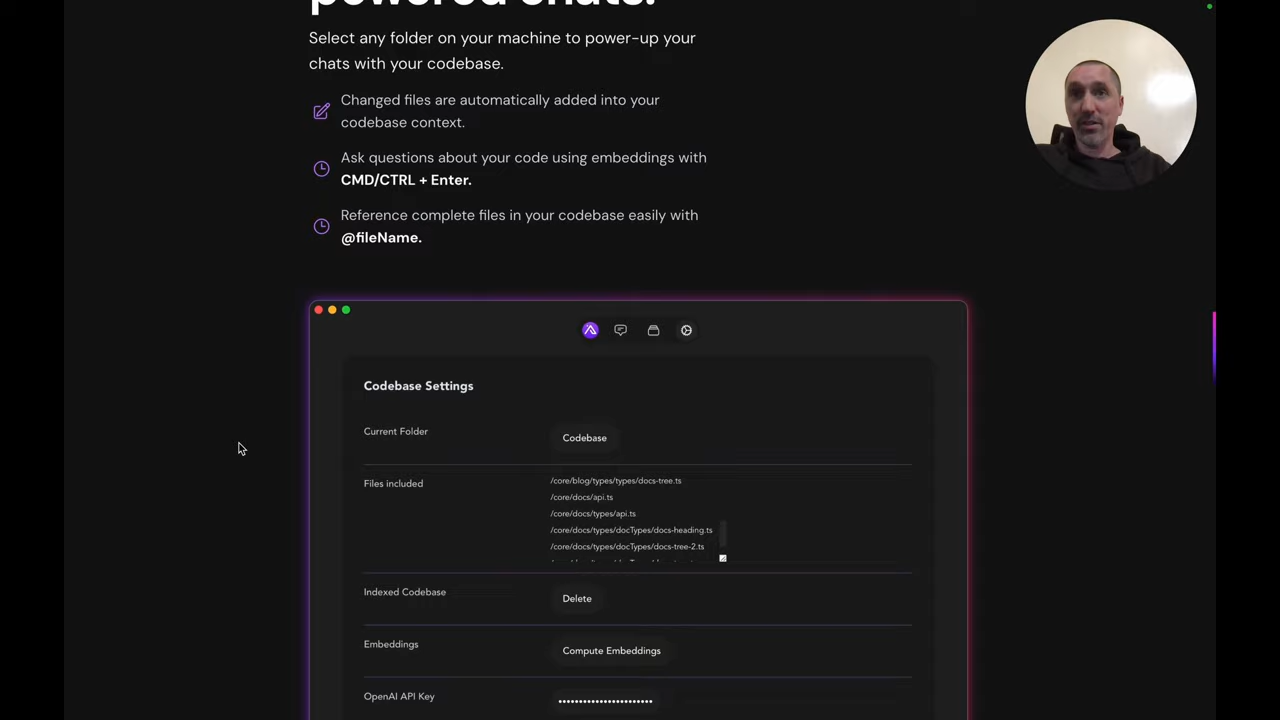 powered chats.
Select any folder on your machine to power-up your
chats with your codebase.
Changed files are automatically added into your
codebase context.
Ask questions about your code using embeddings with
CMD/CTRL + Enter.
Reference complete files in your codebase easily with
@fileName.
Codebase Settings
Current Folder
Codebase
Files included
/core/blog/types/types/docs-tree.ts
/core/docs/api.ts
/core/docs/types/api.ts
/core/docs/types/docTypes/docs-heading.ts
/core/docs/types/docTypes/docs-tree-2.ts
Indexed Codebase
Delete
Embeddings
Compute Embeddings
OpenAI API Key